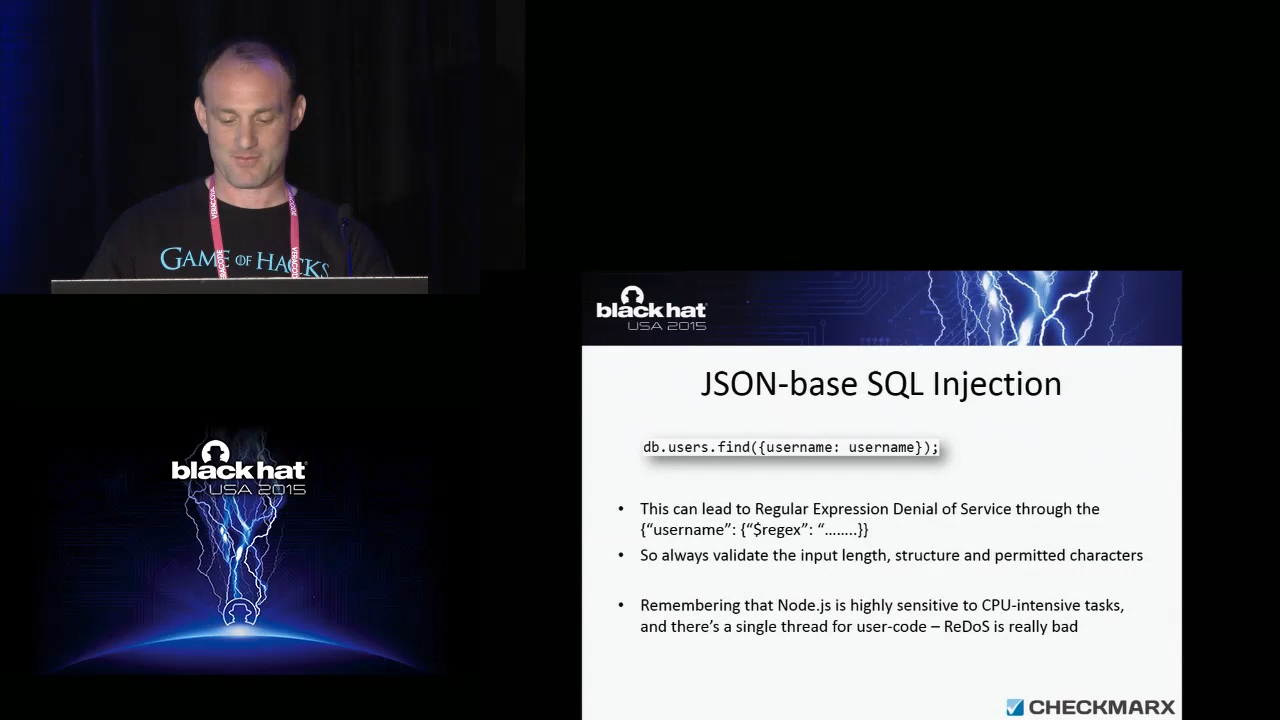 VERACODE
VERACODE
GAME OF HACKS
black hat
USA 2015
JSON-base SQL Injection
db.users.find({username: username});
• This can lead to Regular Expression Denial of Service through the
{“username”: {“$regex”: “……..}}
• So always validate the input length, structure and permitted characters
• Remembering that Node.js is highly sensitive to CPU-intensive tasks,
and there’s a single thread for user-code – ReDoS is really bad
CHECKMARX
black hat
USA 2015